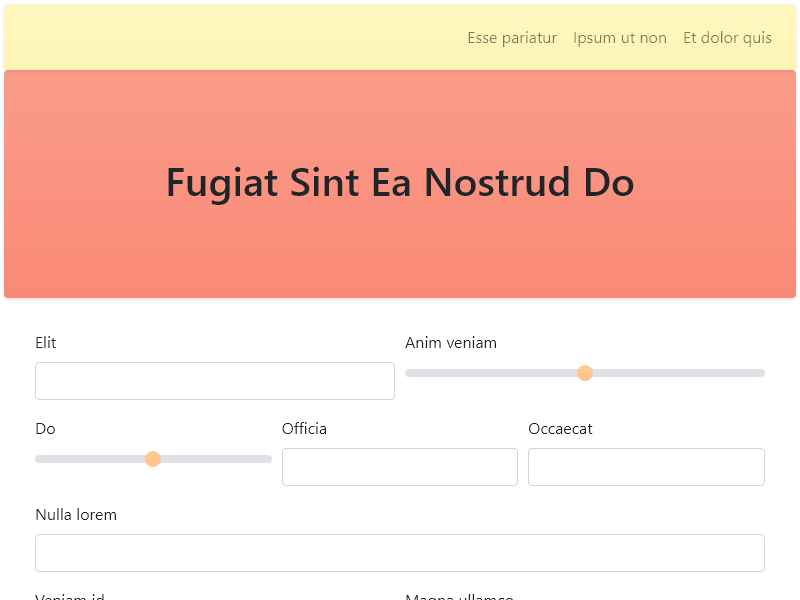 Esse pariatur Ipsum ut non Et dolor quis
Fugiat Sint Ea Nostrud Do
Elit Anim veniam
Do Officia Occaecat
Nulla lorem
Veniam id Magna ullamco